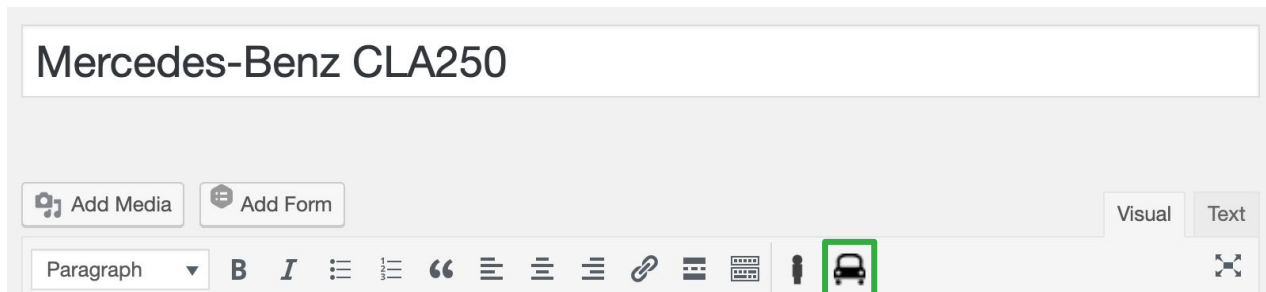 Mercedes-Benz CLA250
Add Media Add Form
Visual Text
Paragraph B I